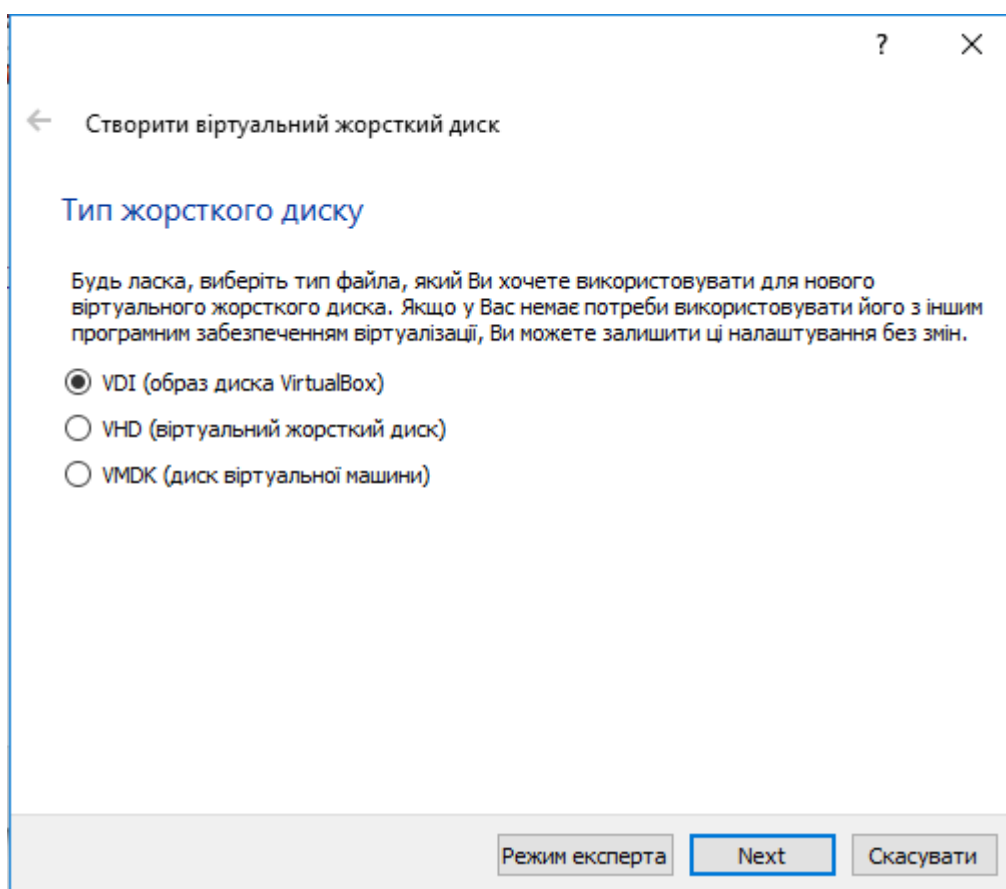 ?
Створити віртуальний жорсткий диск
Тип жорсткого диску
Будь ласка, виберіть тип файла, який Ви хочете використовувати для нового
віртуального жорсткого диска. Якщо у Вас немає потреби використовувати його з іншим
програмним забезпеченням віртуалізації, Ви можете залишити ці налаштування без змін.
VDI (образ диска VirtualBox)
VHD (віртуальний жорсткий диск)
VMDK (диск віртуальної машини)
Режим експерта Next Скасувати